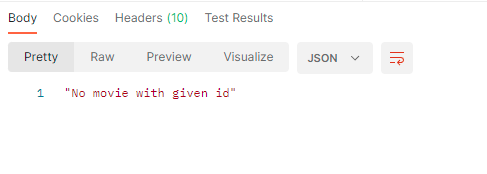 Body Cookies Headers (10) Test Results
Pretty Raw Preview Visualize JSON
1 "No movie with given id"